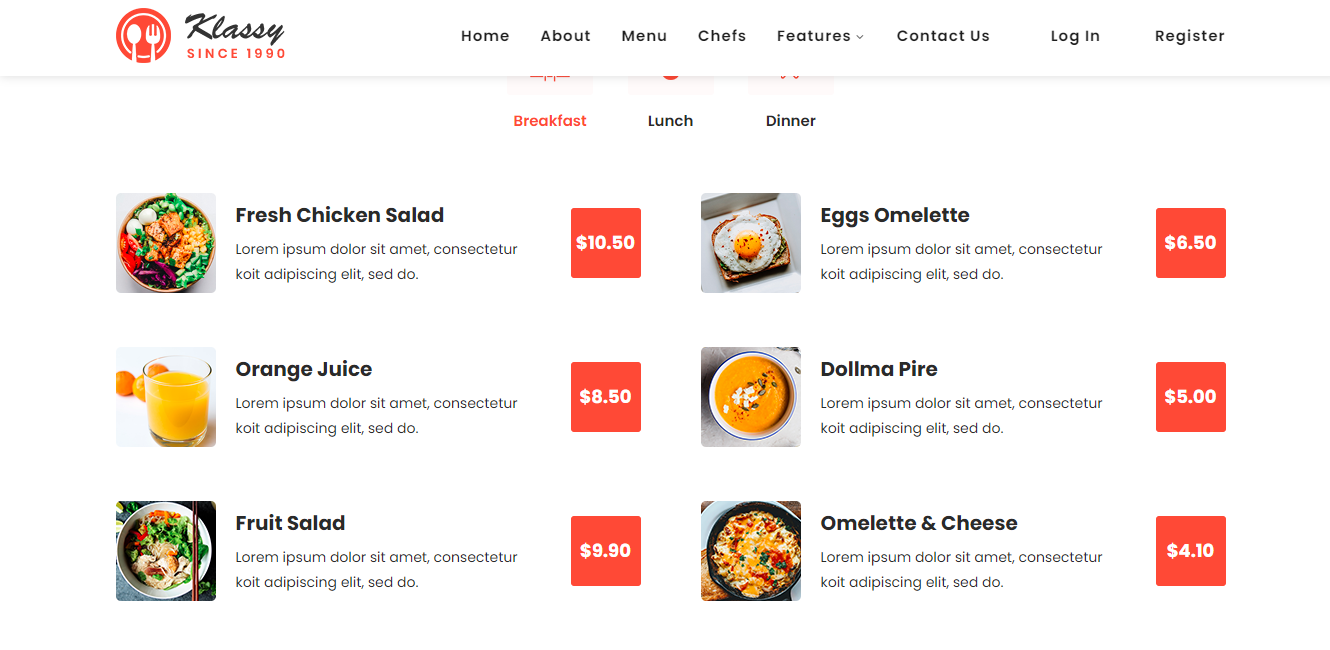 Klassy
SINCE 1990
Home About Menu Chefs Features Contact Us Log In Register
Breakfast Lunch Dinner
Fresh Chicken Salad
Lorem ipsum dolor sit amet, consectetur
koit adipiscing elit, sed do.
$10.50
Eggs Omelette
Lorem ipsum dolor sit amet, consectetur
koit adipiscing elit, sed do.
$6.50
Orange Juice
Lorem ipsum dolor sit amet, consectetur
koit adipiscing elit, sed do.
$8.50
Dollma Pire
Lorem ipsum dolor sit amet, consectetur
koit adipiscing elit, sed do.
$5.00
Fruit Salad
Lorem ipsum dolor sit amet, consectetur
koit adipiscing elit, sed do.
$9.90
Omelette & Cheese
Lorem ipsum dolor sit amet, consectetur
koit adipiscing elit, sed do.
$4.10